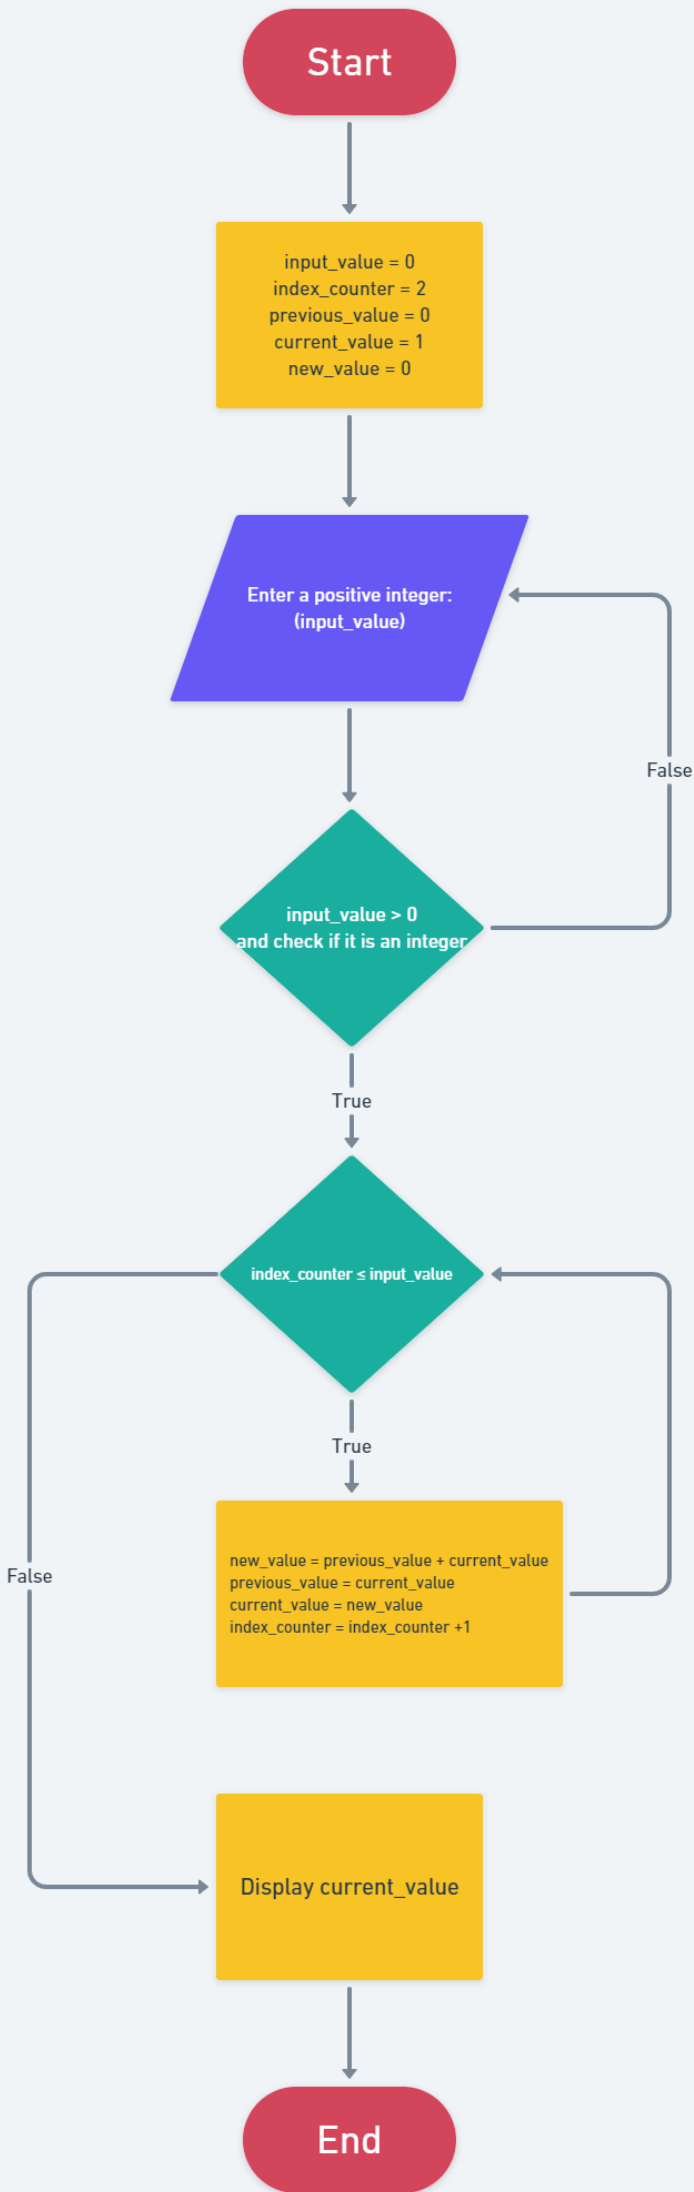 Start
input_value = 0
index_counter = 2
previous_value = 0
current_value = 1
new_value = 0
Enter a positive integer:
(input_value)
False
input_value > 0
and check if it is an integer
True
index_counter ≤ input_value
True
new_value = previous_value + current_value
previous_value = current_value
current_value = new_value
index_counter = index_counter +1
False
Display current_value
End